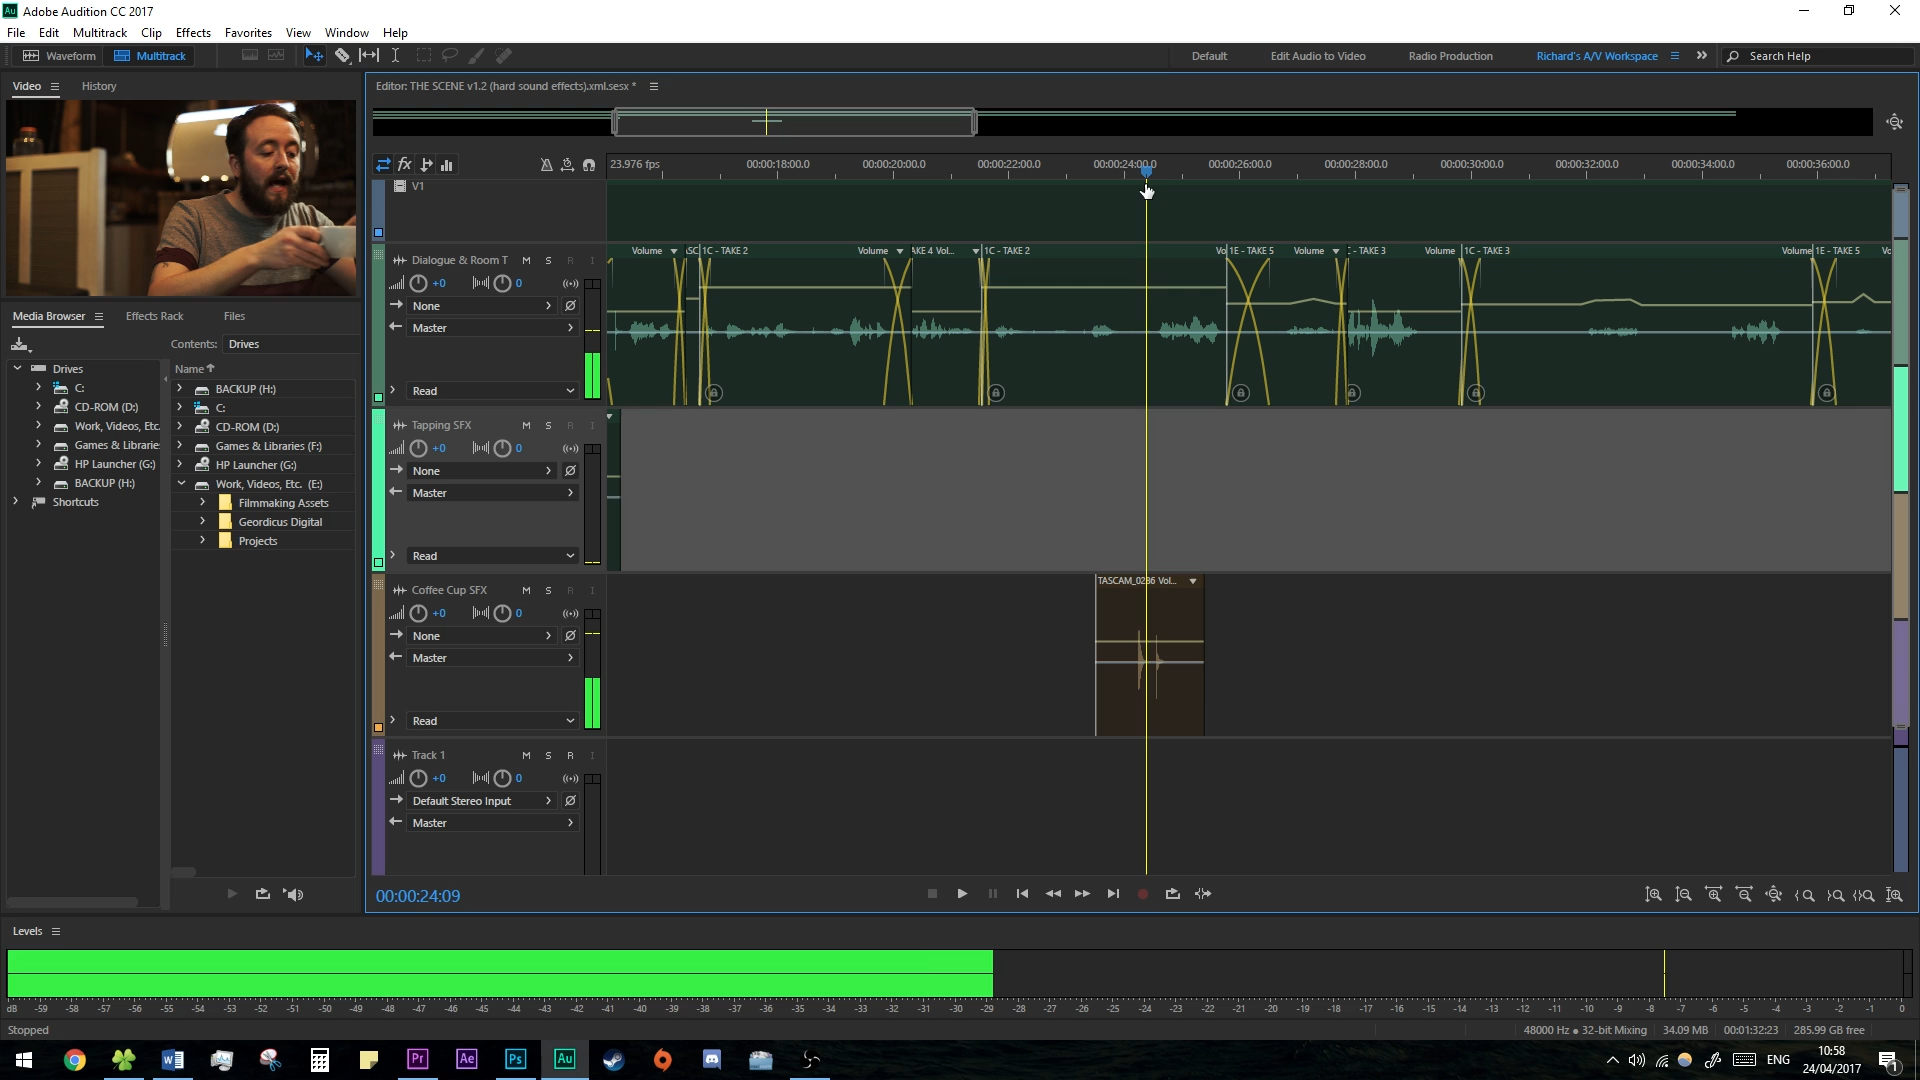 Au Adobe Audition CC 2017
File Edit Multitrack Clip Effects Favorites View Window Help
Waveform Multitrack Default Edit Audio to Video Radio Production Richard's A/V Workspace Search Help
Video History
Editor: THE SCENE v1.2 (hard sound effects).xml.sesx *
fx 23.976 fps 00:00:18:00.0 00:00:20:00.0 00:00:22:00.0 00:00:24:00.0 00:00:26:00.0 00:00:28:00.0 00:00:30:00.0 00:00:32:00.0 00:00:34:00.0 00:00:36:00.0
V1
Volume 1C - TAKE 2 Volume AKE 4 Vol... 1C - TAKE 2 Vo 1E - TAKE 5 Volume - TAKE 3 Volume 1C - TAKE 3 Volume 1E - TAKE 5
Dialogue & Room T M S R I
+0 0
None
Master
Read
Media Browser Effects Rack Files
Contents: Drives
Drives
C:
CD-ROM (D:)
Work, Videos, Etc.
Games & Librarie
HP Launcher (G:)
BACKUP (H:)
Shortcuts
Name
BACKUP (H:)
C:
CD-ROM (D:)
Games & Libraries (F:)
HP Launcher (G:)
Work, Videos, Etc. (E:)
Filmmaking Assets
Geordicus Digital
Projects
Tapping SFX M S R I
+0 0
None
Master
Read
Coffee Cup SFX M S R I
+0 0
None
Master
Read
TASCAM_0286 Vol...
Track 1 M S R I
+0 0
Default Stereo Input
Master
00:00:24:09
Levels
dB -59 -58 -57 -56 -55 -54 -53 -52 -51 -50 -49 -48 -47 -46 -45 -44 -43 -42 -41 -40 -39 -38 -37 -36 -35 -34 -33 -32 -31 -30 -29 -28 -27 -26 -25 -24 -23 -22 -21 -20 -19 -18 -17 -16 -15 -14 -13 -12 -11 -10 -9 -8 -7 -6 -5 -4 -3 -2 -1 0
Stopped 48000 Hz • 32-bit Mixing 34.09 MB 00:01:32:23 285.99 GB free
Pr Ae Ps Au ENG 10:58
24/04/2017 1